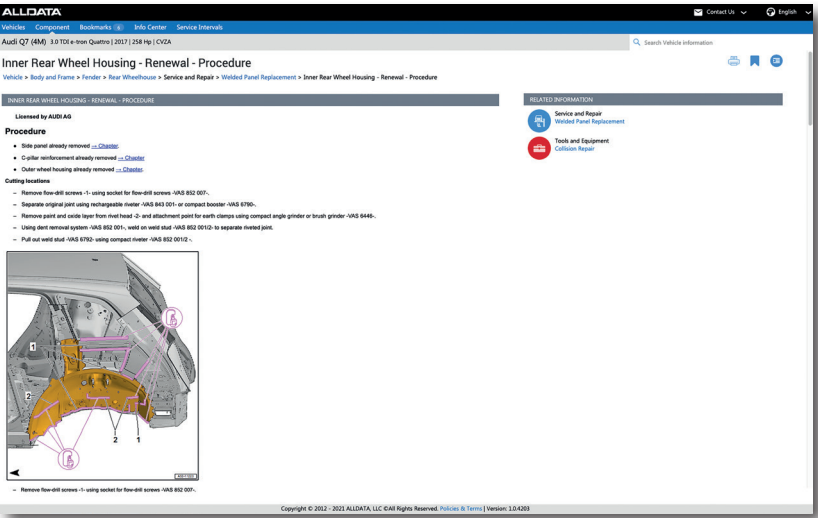 ALLDATA
Contact Us
English
Vehicles Component Bookmarks 6 Info Center Service Intervals
Audi Q7 (4M) 3.0 TDI e-tron Quattro | 2017 | 258 Hp | CVZA
Search Vehicle information
Inner Rear Wheel Housing - Renewal - Procedure
Vehicle > Body and Frame > Fender > Rear Wheelhouse > Service and Repair > Welded Panel Replacement > Inner Rear Wheel Housing - Renewal - Procedure
INNER REAR WHEEL HOUSING - RENEWAL - PROCEDURE
Licensed by AUDI AG
Procedure
• Side panel already removed → Chapter.
• C-pillar reinforcement already removed → Chapter
• Outer wheel housing already removed → Chapter.
Cutting locations
– Remove flow-drill screws -1- using socket for flow-drill screws -VAS 852 007-.
– Separate original joint using rechargeable riveter -VAS 843 001- or compact booster -VAS 6790-.
– Remove paint and oxide layer from rivet head -2- and attachment point for earth clamps using compact angle grinder or brush grinder -VAS 6446-.
– Using dent removal system -VAS 852 001-, weld on weld stud -VAS 852 001/2- to separate riveted joint.
– Pull out weld stud -VAS 6792- using compact riveter -VAS 852 001/2 -.
1
2
2
1
– Remove flow-drill screws -1- using socket for flow-drill screws -VAS 852 007-.
RELATED INFORMATION
Service and Repair
Welded Panel Replacement
Tools and Equipment
Collision Repair
Copyright © 2012 - 2021 ALLDATA, LLC ©All Rights Reserved. Policies & Terms | Version: 1.0.4203